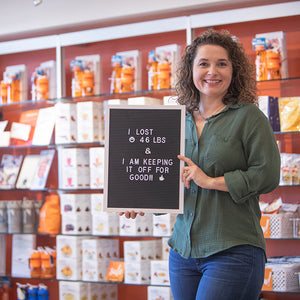 I LOST
😄 46 LBS
&
I AM KEEPING
IT OFF FOR
GOOD!! 👍